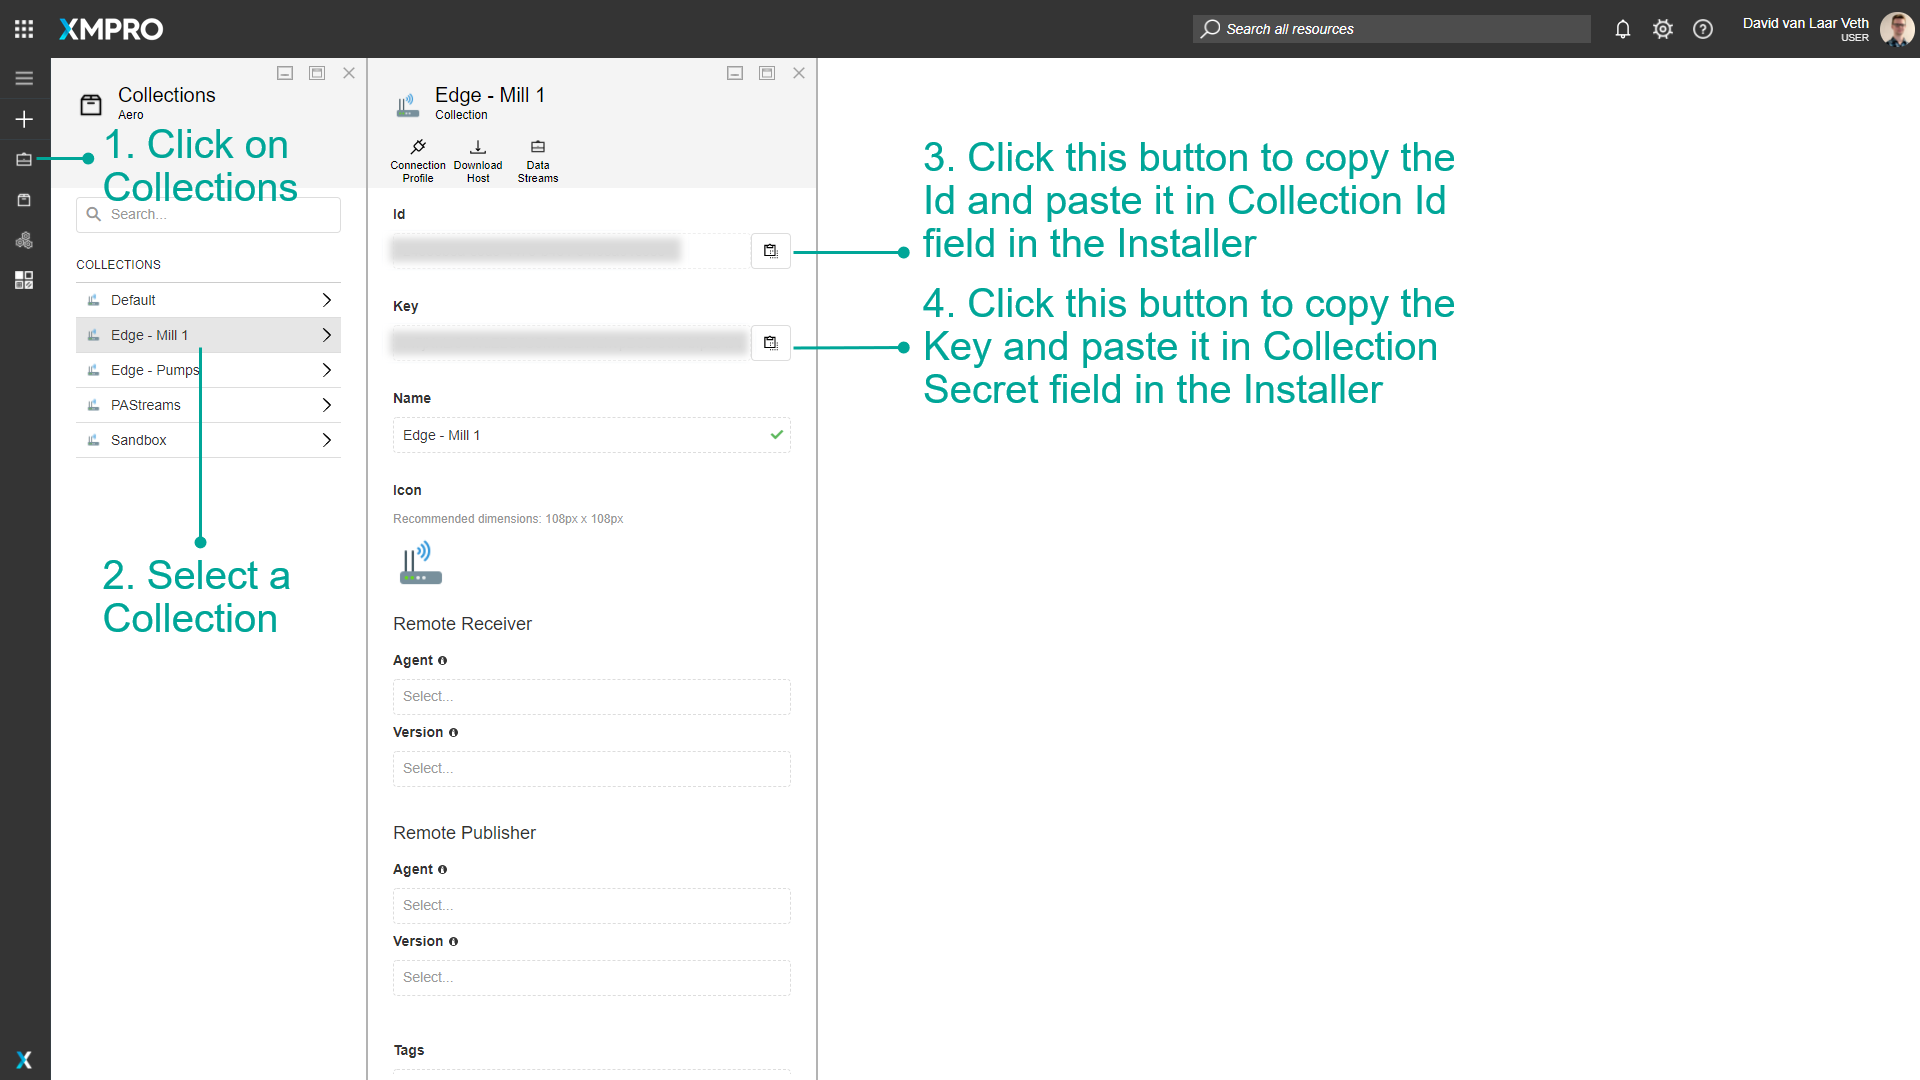 XMPRO
Search all resources
David van Laar Veth
USER
Collections
Aero
1. Click on
Collections
Search...
COLLECTIONS
Default
Edge - Mill 1
Edge - Pumps
PAStreams
Sandbox
2. Select a
Collection
Edge - Mill 1
Collection
Connection
Profile
Download
Host
Data
Streams
Id
Key
Name
Edge - Mill 1
Icon
Recommended dimensions: 108px x 108px
Remote Receiver
Agent
Select...
Version
Select...
Remote Publisher
Agent
Select...
Version
Select...
Tags
3. Click this button to copy the
Id and paste it in Collection Id
field in the Installer
4. Click this button to copy the
Key and paste it in Collection
Secret field in the Installer